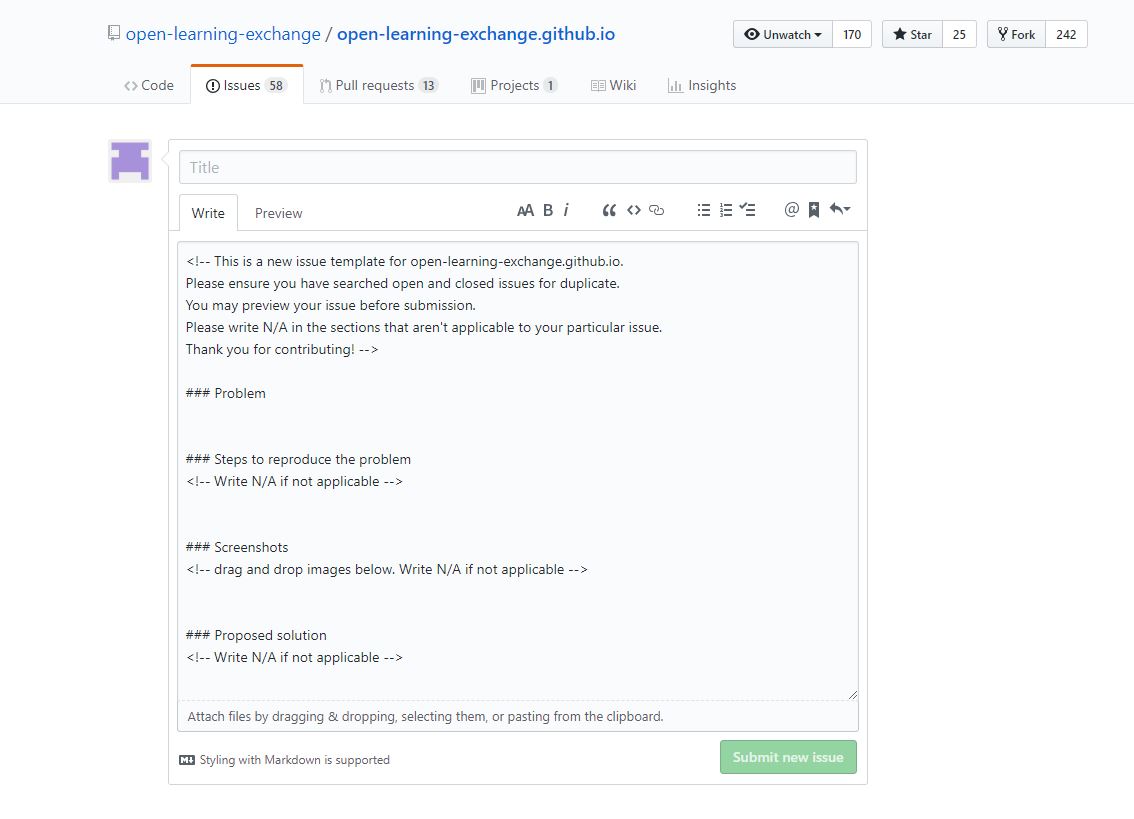 open-learning-exchange / open-learning-exchange.github.io
Unwatch 170 Star 25 Fork 242
Code Issues 58 Pull requests 13 Projects 1 Wiki Insights
Title
Write Preview AA B i @
<!-- This is a new issue template for open-learning-exchange.github.io.
Please ensure you have searched open and closed issues for duplicate.
You may preview your issue before submission.
Please write N/A in the sections that aren't applicable to your particular issue.
Thank you for contributing! -->
### Problem
### Steps to reproduce the problem
<!-- Write N/A if not applicable -->
### Screenshots
<!-- drag and drop images below. Write N/A if not applicable -->
### Proposed solution
<!-- Write N/A if not applicable -->
Attach files by dragging & dropping, selecting them, or pasting from the clipboard.
Styling with Markdown is supported
Submit new issue